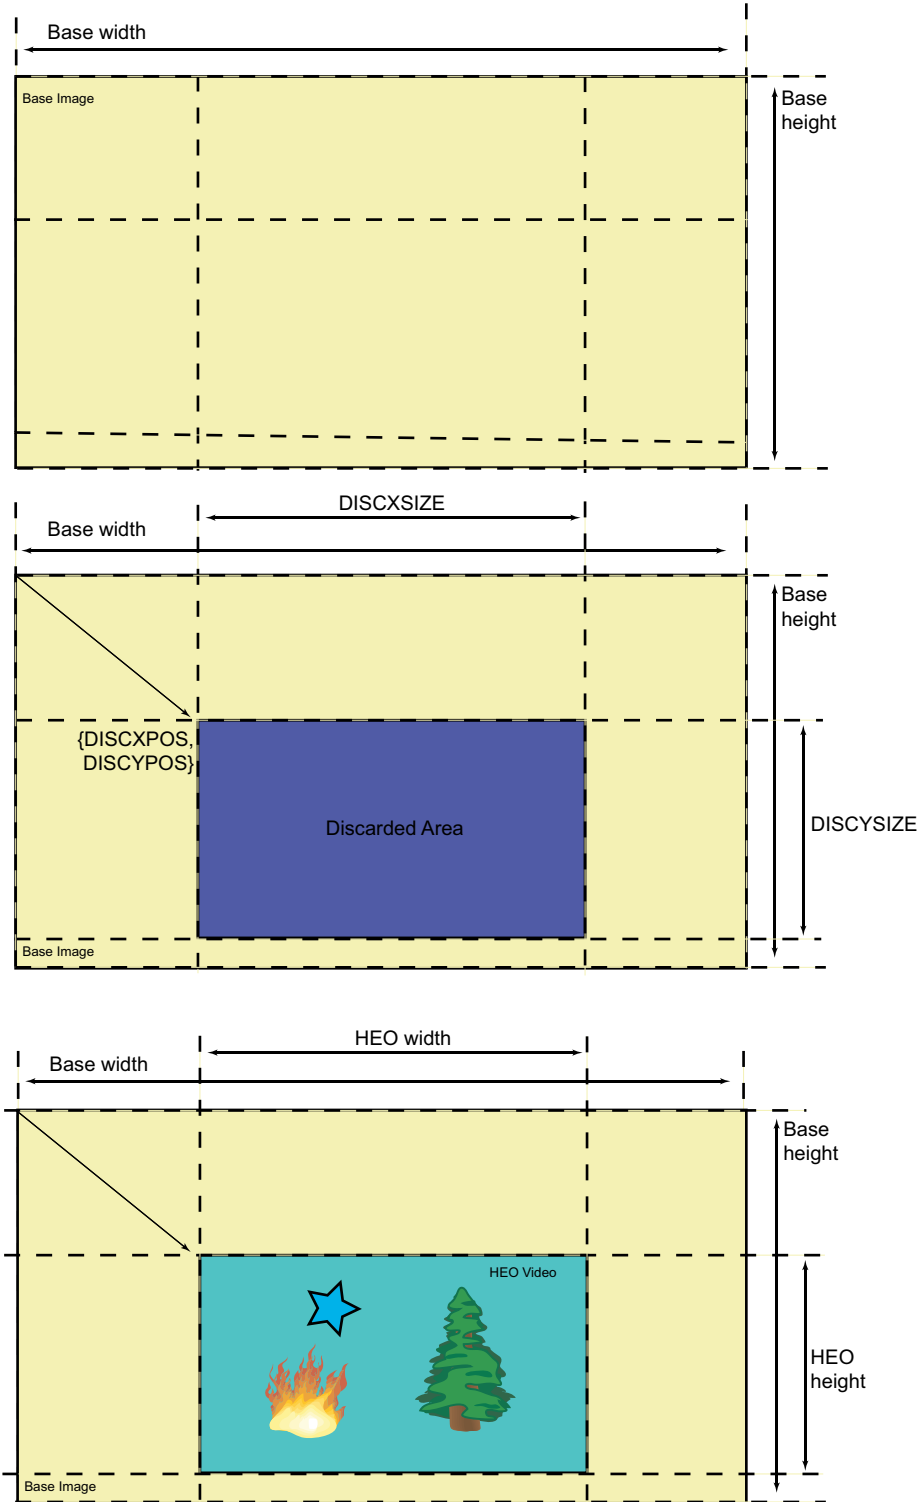 Base width
Base Image
Base
height
DISCXSIZE
Base width
Base
height
{DISCXPOS,
DISCYPOS}
Discarded Area
DISCYSIZE
Base Image
HEO width
Base width
Base
height
HEO Video
HEO
height
Base Image